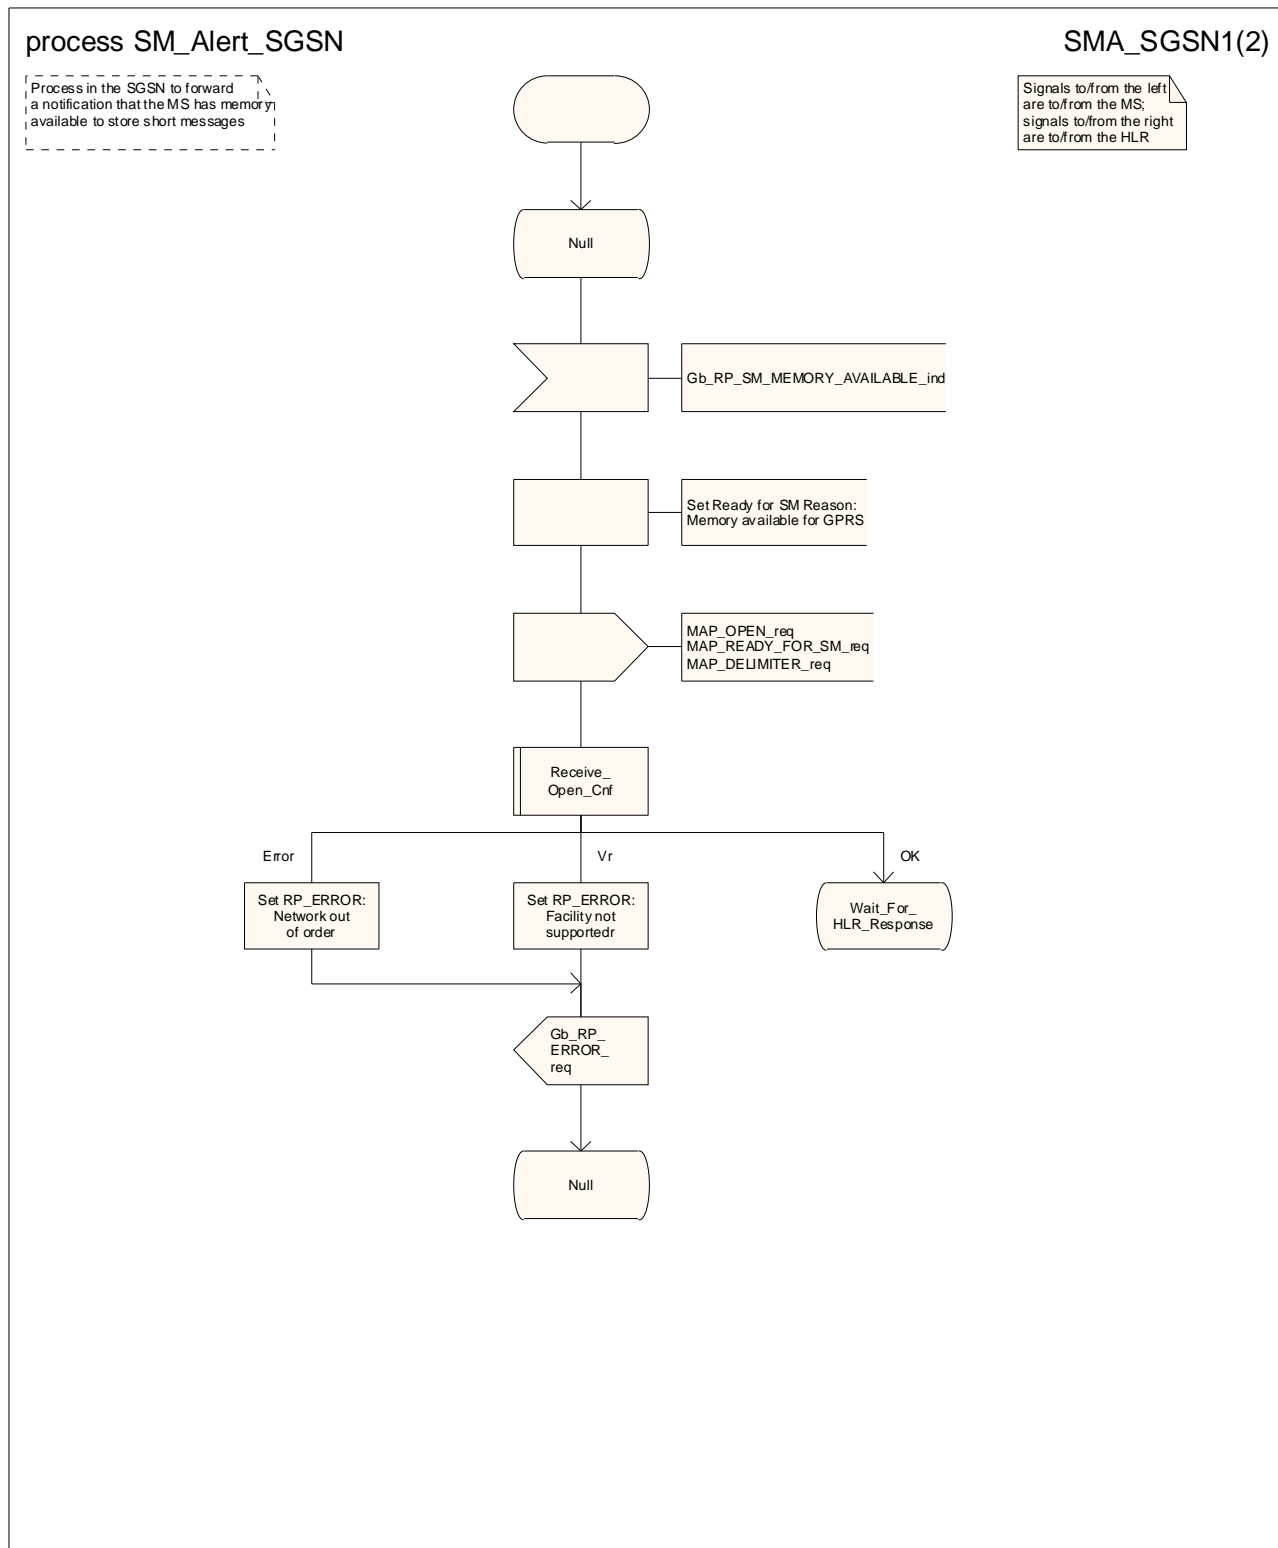 process SM_Alert_SGSN
SMA_SGSN1(2)
Process in the SGSN to forward
a notification that the MS has memory
available to store short messages
Signals to/from the left
are to/from the MS;
signals to/from the right
are to/from the HLR
Null
Gb_RP_SM_MEMORY_AVAILABLE_ind
Set Ready for SM Reason:
Memory available for GPRS
MAP_OPEN_req
MAP_READY_FOR_SM_req
MAP_DELIMITER_req
Receive_
Open_Cnf
Error
Vr
OK
Set RP_ERROR:
Network out
of order
Set RP_ERROR:
Facility not
supportedr
Wait_For_
HLR_Response
Gb_RP_
ERROR_
req
Null